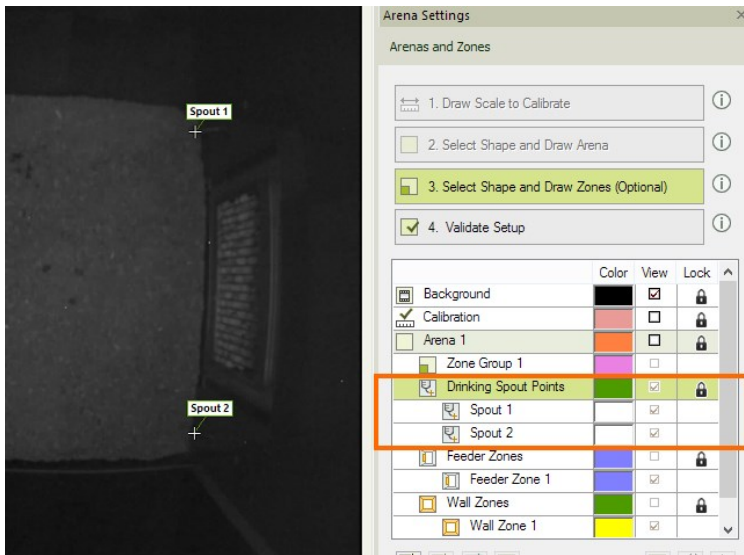 Arena Settings
Arenas and Zones
1. Draw Scale to Calibrate
2. Select Shape and Draw Arena
3. Select Shape and Draw Zones (Optional)
4. Validate Setup
Color View Lock
Background
Calibration
Arena 1
Zone Group 1
Drinking Spout Points
Spout 1
Spout 2
Feeder Zones
Feeder Zone 1
Wall Zones
Wall Zone 1
Spout 1
Spout 2